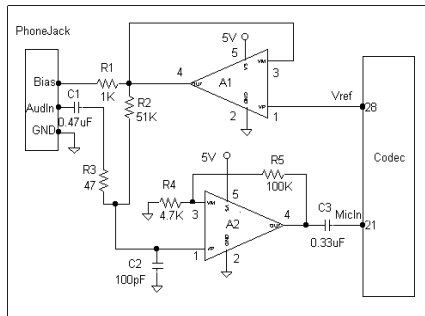 PhoneJack
Bias
AudIn
GND
R1
1K
C1
0.47uF
R2
51K
R3
47
5V
5
4
A1
VM
3
2
VP
1
Vref
28
Codec
5V
R5
100K
R4
4.7K
3
VM
5
A2
4
C3
MicIn
21
0.33uF
1
2
C2
100pF